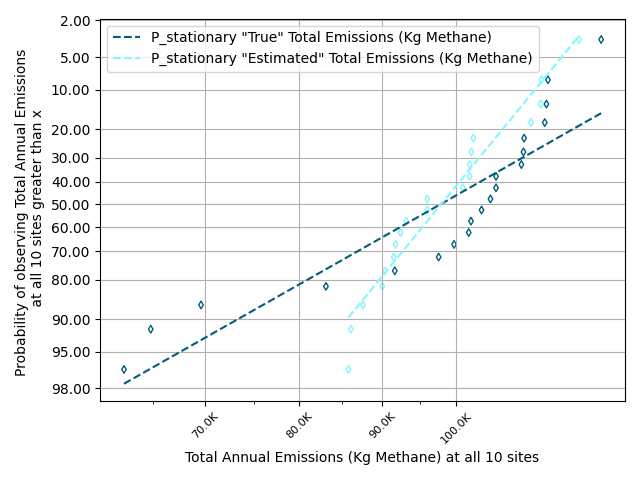 P_stationary "True" Total Emissions (Kg Methane)
P_stationary "Estimated" Total Emissions (Kg Methane)
Probability of observing Total Annual Emissions
at all 10 sites greater than x
2.00
5.00
10.00
20.00
30.00
40.00
50.00
60.00
70.00
80.00
90.00
95.00
98.00
70.0K
80.0K
90.0K
100.0K
Total Annual Emissions (Kg Methane) at all 10 sites